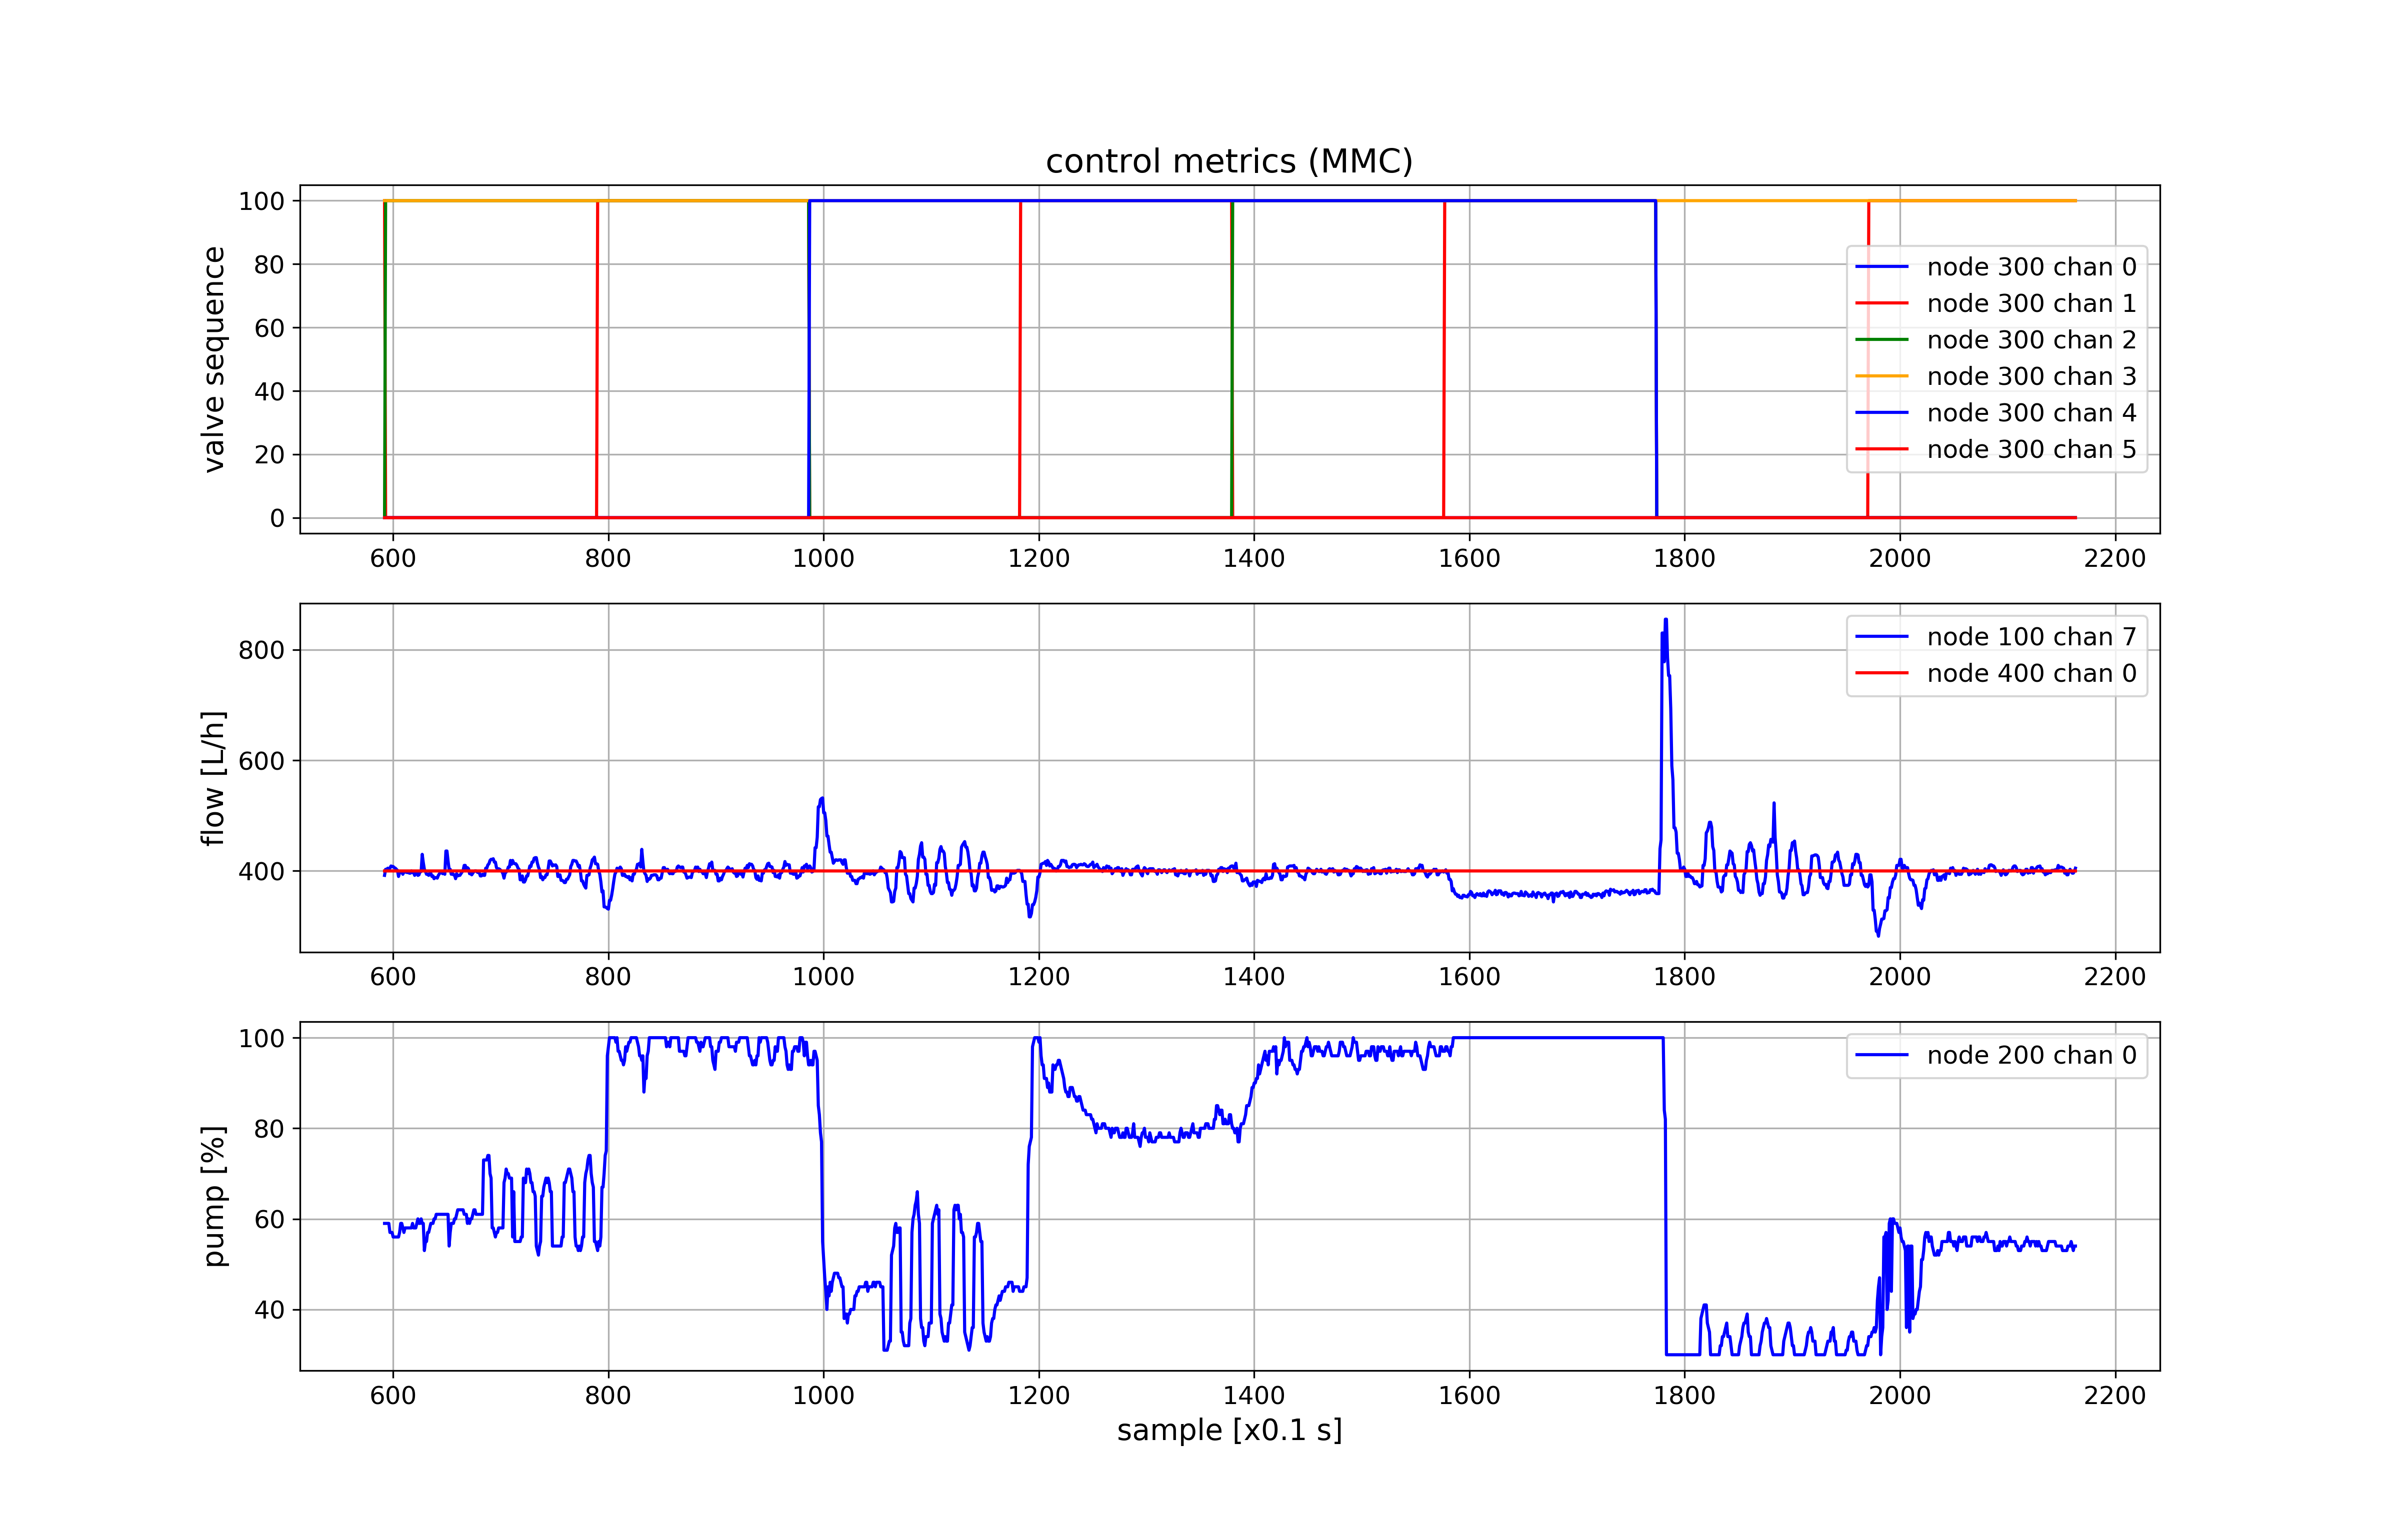 control metrics (MMC)
valve sequence
100
80
60
40
20
0
600 800 1000 1200 1400 1600 1800 2000 2200
node 300 chan 0
node 300 chan 1
node 300 chan 2
node 300 chan 3
node 300 chan 4
node 300 chan 5
flow [L/h]
800
600
400
600 800 1000 1200 1400 1600 1800 2000 2200
node 100 chan 7
node 400 chan 0
pump [%]
100
80
60
40
600 800 1000 1200 1400 1600 1800 2000 2200
node 200 chan 0
sample [x0.1 s]